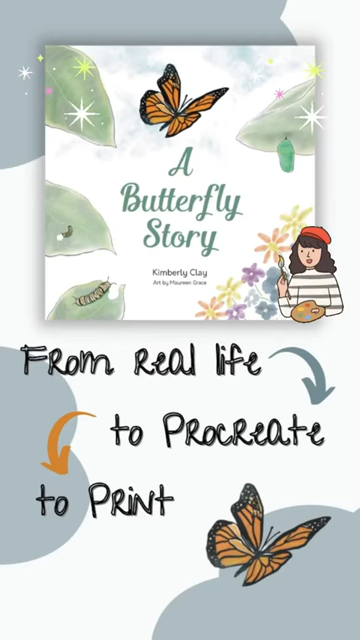 A
Butterfly
Story
Kimberly Clay
Art by Maureen Grace
From real life
to Procreate
to Print